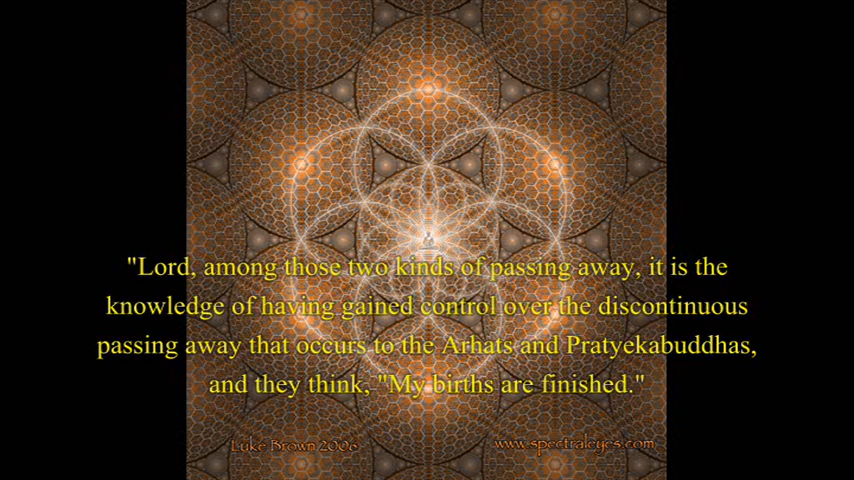 "Lord, among those two kinds of passing away, it is the
knowledge of having gained control over the discontinuous
passing away that occurs to the Arhats and Pratyekabuddhas,
and they think, "My births are finished."
Luke Brown 2006
www.spectraleyes.com